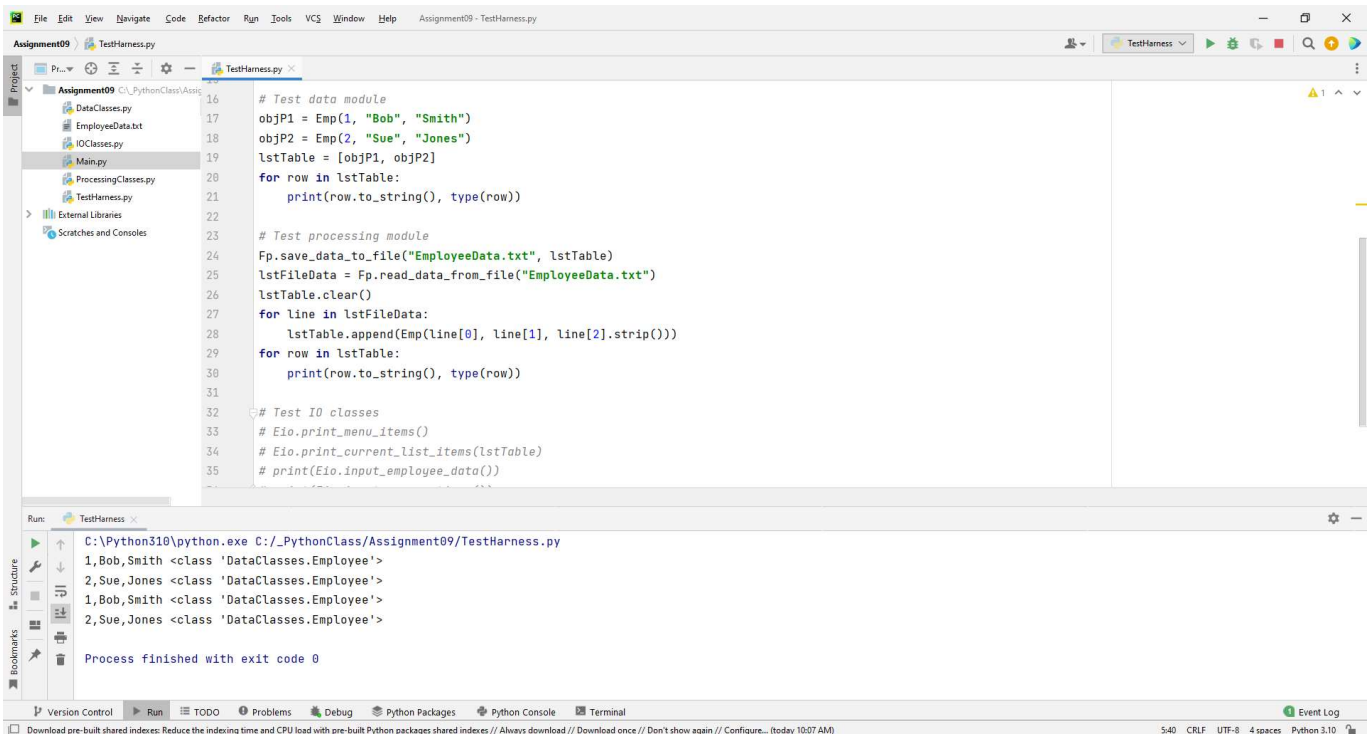 File Edit View Navigate Code Refactor Run Tools VCS Window Help Assignment09 - TestHarness.py
Assignment09 TestHarness.py
TestHarness
Project
Pr...
TestHarness.py
Assignment09 C:\_PythonClass\Assig
DataClasses.py
EmployeeData.txt
IOClasses.py
Main.py
ProcessingClasses.py
TestHarness.py
External Libraries
Scratches and Consoles
1
16 # Test data module
17 objP1 = Emp(1, "Bob", "Smith")
18 objP2 = Emp(2, "Sue", "Jones")
19 lstTable = [objP1, objP2]
20 for row in lstTable:
21     print(row.to_string(), type(row))
22
23 # Test processing module
24 Fp.save_data_to_file("EmployeeData.txt", lstTable)
25 lstFileData = Fp.read_data_from_file("EmployeeData.txt")
26 lstTable.clear()
27 for line in lstFileData:
28     lstTable.append(Emp(line[0], line[1], line[2].strip()))
29 for row in lstTable:
30     print(row.to_string(), type(row))
31
32 # Test IO classes
33 # Eio.print_menu_items()
34 # Eio.print_current_list_items(lstTable)
35 # print(Eio.input_employee_data())
Run: TestHarness
C:\Python310\python.exe C:/_PythonClass/Assignment09/TestHarness.py
1,Bob,Smith <class 'DataClasses.Employee'>
2,Sue,Jones <class 'DataClasses.Employee'>
1,Bob,Smith <class 'DataClasses.Employee'>
2,Sue,Jones <class 'DataClasses.Employee'>
Process finished with exit code 0
Structure
Bookmarks
Version Control Run TODO Problems Debug Python Packages Python Console Terminal 1 Event Log
Download pre-built shared indexes: Reduce the indexing time and CPU load with pre-built Python packages shared indexes // Always download // Download once // Don't show again // Configure... (today 10:07 AM) 5:40 CRLF UTF-8 4 spaces Python 3.10